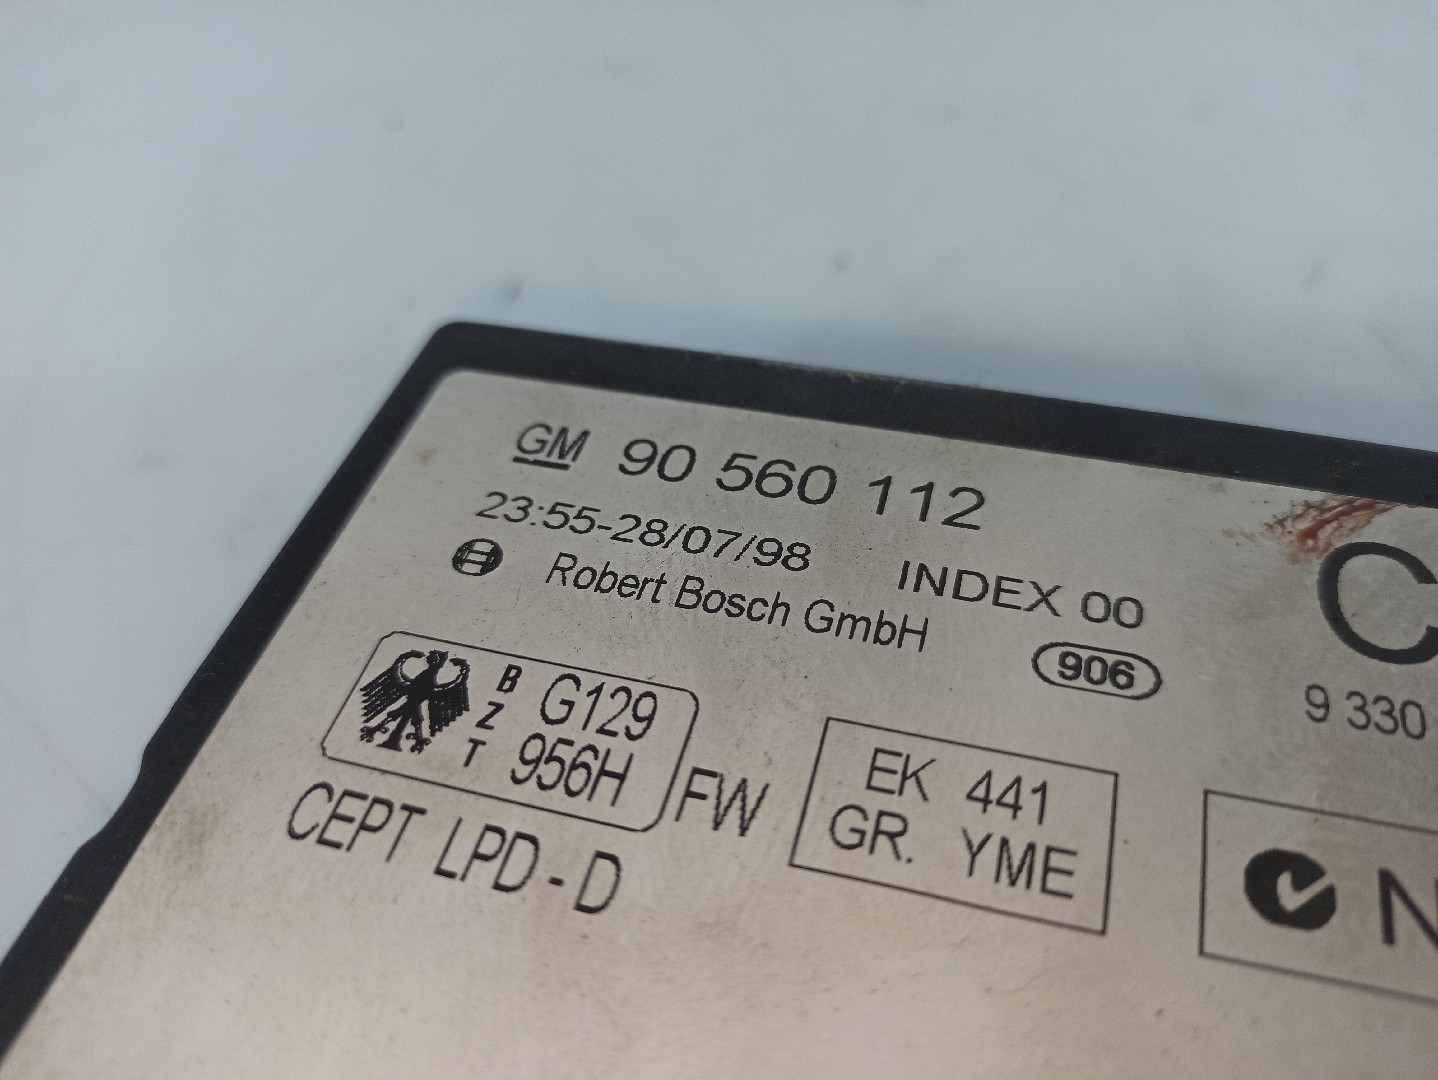 GM 90 560 112
23:55-28/07/98 INDEX 00
Robert Bosch GmbH
906
C
9 330
B Z T
G129
956H
FW
CEPT LPD-D
EK 441
GR. YME
N